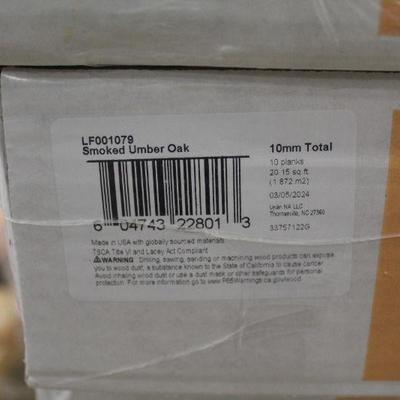 LF001079
Smoked Umber Oak
10mm Total
10 planks
20.15 sq ft
(1.872 m2)
03/05/2024
Unilin NA LLC
Thomasville, NC 27360
33757122G
6 04743 22801 3
Made in USA with globally sourced materials
TSCA Title VI and Lacey Act Compliant
⚠WARNING: Drilling, sawing, sanding or machining wood products can expose
you to wood dust, a substance known to the State of California to cause cancer.
Avoid inhaling wood dust or use a dust mask or other safeguards for personal
protection. For more information go to www.P65Warnings.ca.gov/wood.